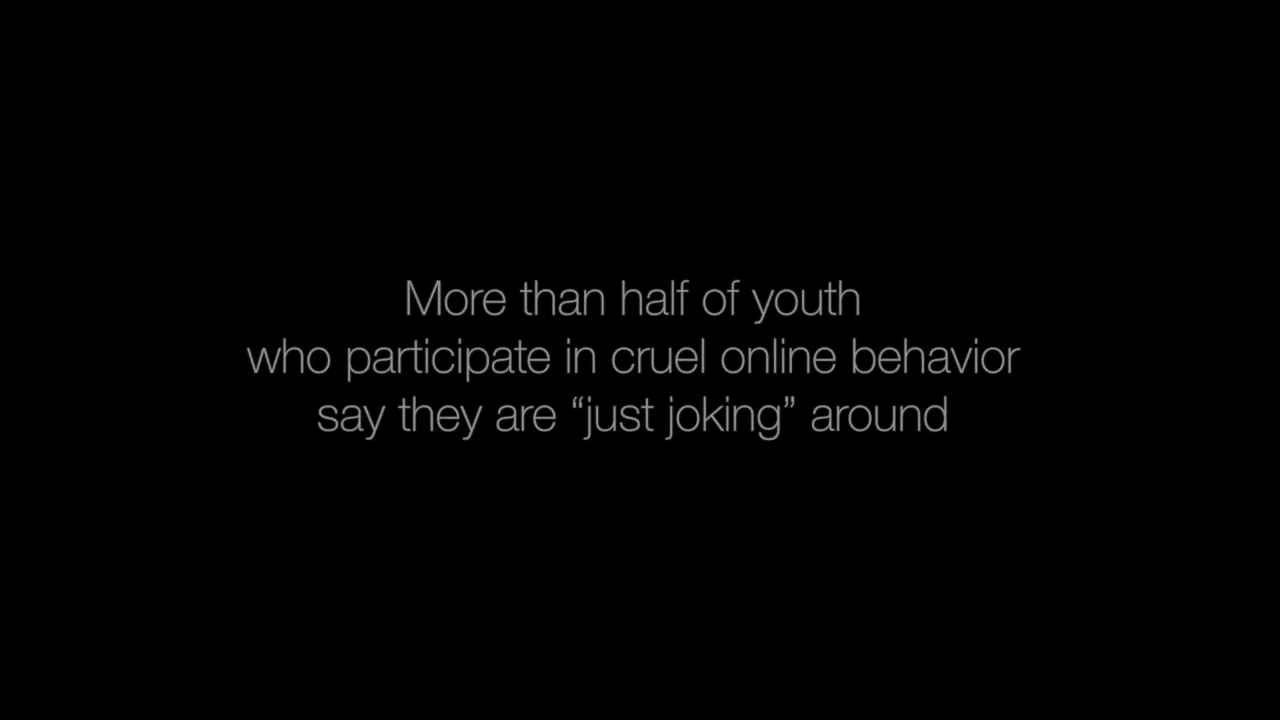 More than half of youth
who participate in cruel online behavior
say they are “just joking” around